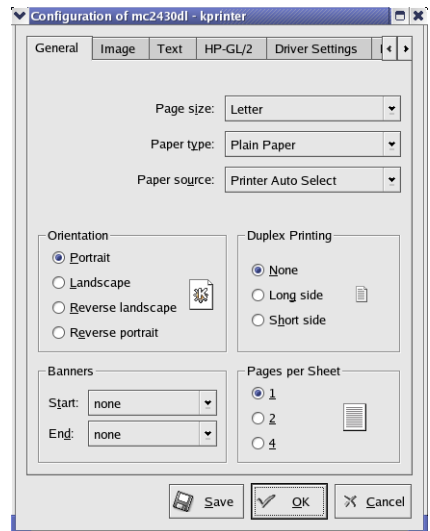 Configuration of mc2430dl - kprinter
General Image Text HP-GL/2 Driver Settings
Page size: Letter
Paper type: Plain Paper
Paper source: Printer Auto Select
Orientation
Portrait
Landscape
Reverse landscape
Reverse portrait
Duplex Printing
None
Long side
Short side
Banners
Start: none
End: none
Pages per Sheet
1
2
4
Save OK Cancel